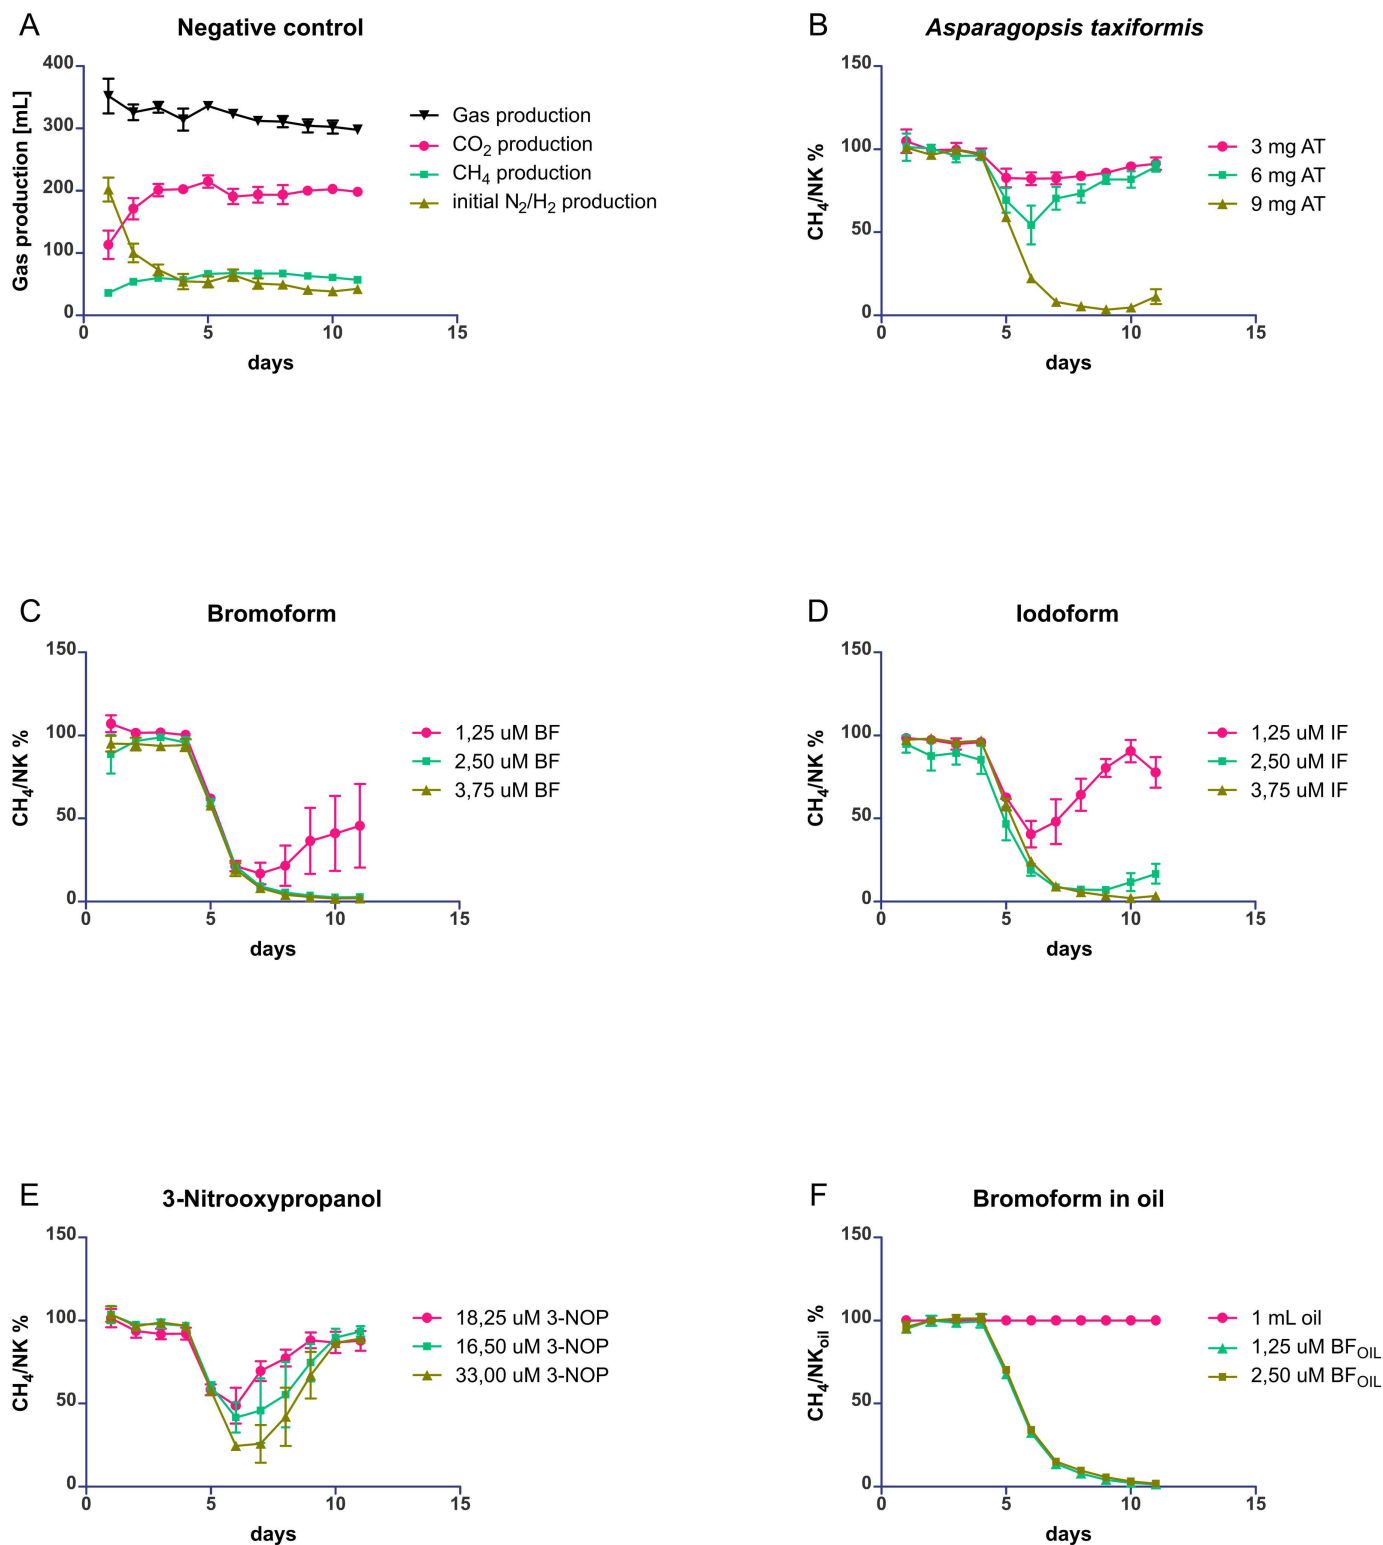 A
Negative control
400
300
200
100
0
Gas production [mL]
0
5
10
15
days
Gas production
CO2 production
CH4 production
initial N2/H2 production
B
Asparagopsis taxiformis
150
100
50
0
CH4/NK %
0
5
10
15
days
3 mg AT
6 mg AT
9 mg AT
C
Bromoform
150
100
50
0
CH4/NK %
0
5
10
15
days
1,25 uM BF
2,50 uM BF
3,75 uM BF
D
Iodoform
150
100
50
0
CH4/NK %
0
5
10
15
days
1,25 uM IF
2,50 uM IF
3,75 uM IF
E
3-Nitrooxypropanol
150
100
50
0
CH4/NK %
0
5
10
15
days
18,25 uM 3-NOP
16,50 uM 3-NOP
33,00 uM 3-NOP
F
Bromoform in oil
150
100
50
0
CH4/NKoil %
0
5
10
15
days
1 mL oil
1,25 uM BFOIL
2,50 uM BFOIL